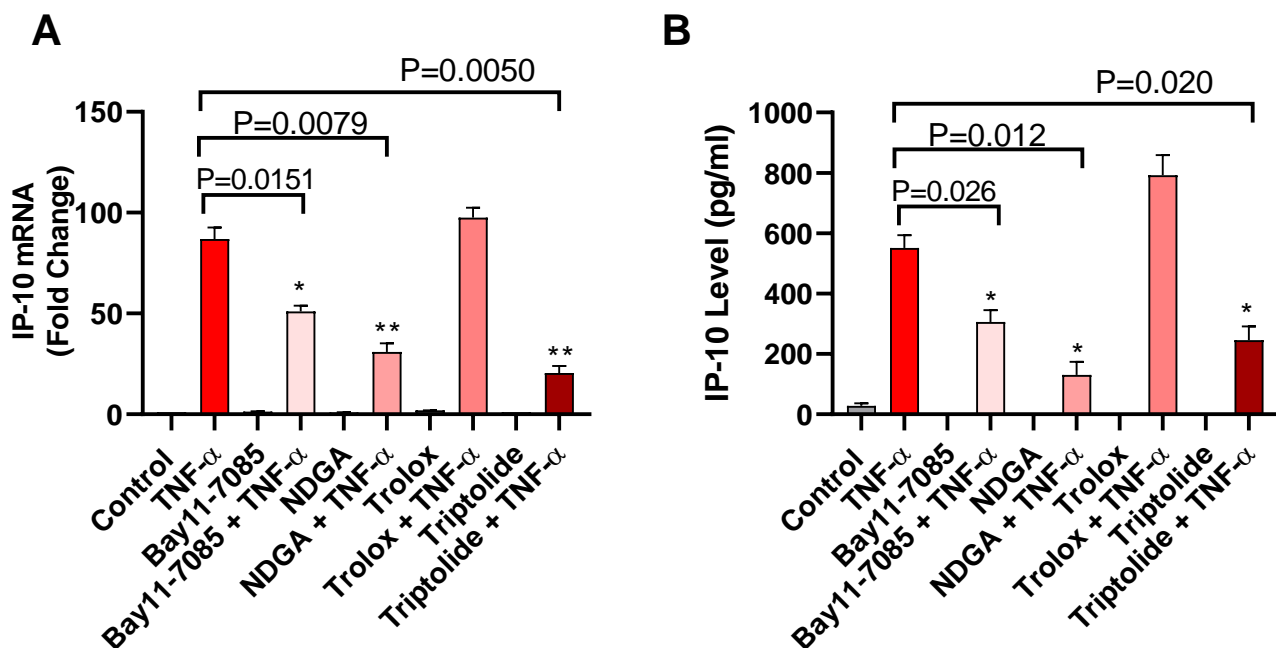 A
P=0.0050
P=0.0079
P=0.0151
IP-10 mRNA
(Fold Change)
150
100
50
0
*
**
**
Control
TNF-α
Bay11-7085
Bay11-7085 + TNF-α
NDGA
NDGA + TNF-α
Trolox
Trolox + TNF-α
Triptolide
Triptolide + TNF-α
B
P=0.020
P=0.012
P=0.026
IP-10 Level (pg/ml)
1000
800
600
400
200
0
*
*
*
Control
TNF-α
Bay11-7085
Bay11-7085 + TNF-α
NDGA
NDGA + TNF-α
Trolox
Trolox + TNF-α
Triptolide
Triptolide + TNF-α